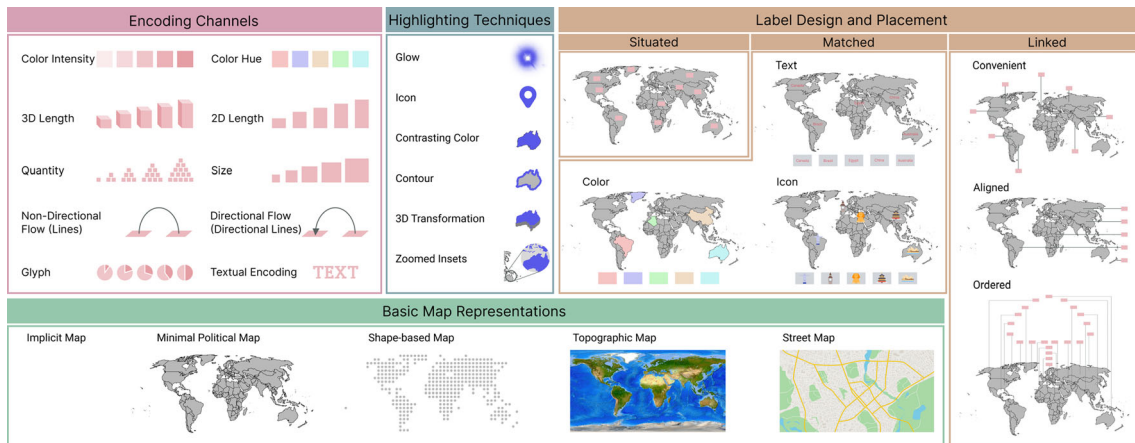 Encoding Channels
Color Intensity
Color Hue
3D Length
2D Length
Quantity
Size
Non-Directional
Flow (Lines)
Directional Flow
(Directional Lines)
Glyph
Textual Encoding
TEXT
Highlighting Techniques
Glow
Icon
Contrasting Color
Contour
3D Transformation
Zoomed Insets
Label Design and Placement
Situated
Matched
Linked
Text
Color
Icon
Convenient
Aligned
Ordered
Basic Map Representations
Implicit Map
Minimal Political Map
Shape-based Map
Topographic Map
Street Map